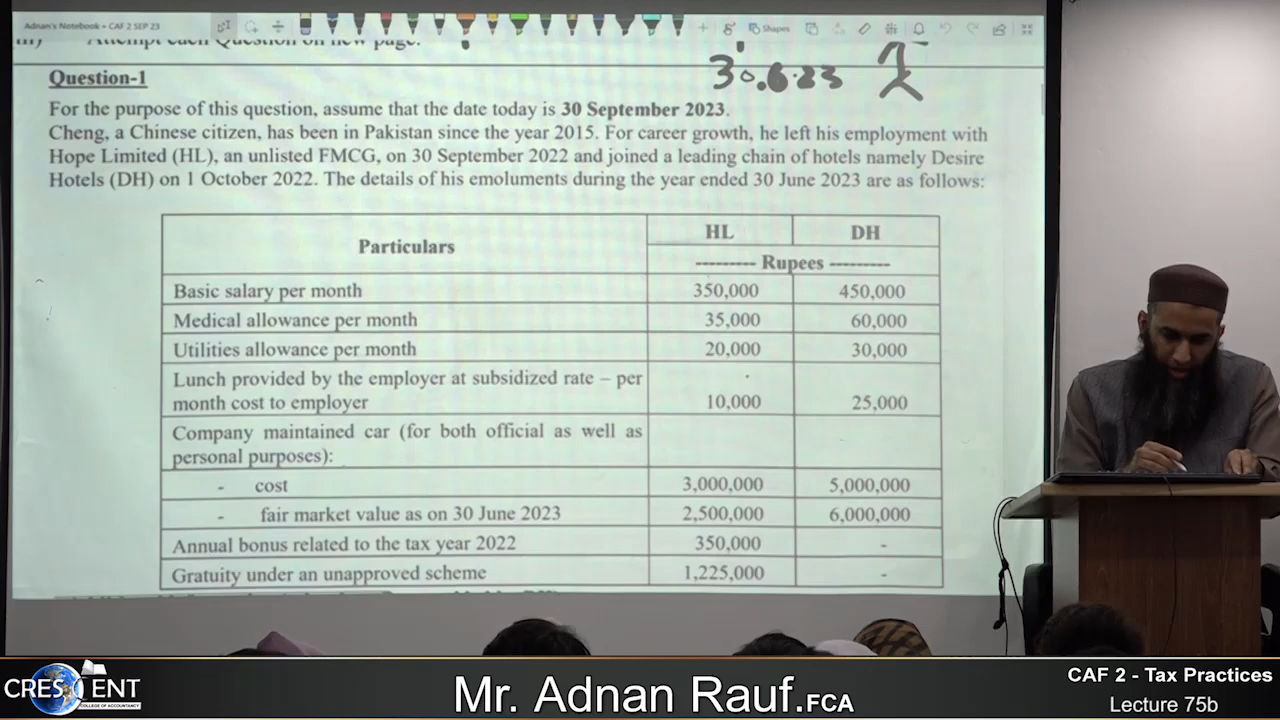 Adnan's Notebook • CAF 2 SEP 23
Shapes
Attempt each Question on new page.
30.6.23
Question-1
For the purpose of this question, assume that the date today is 30 September 2023.
Cheng, a Chinese citizen, has been in Pakistan since the year 2015. For career growth, he left his employment with
Hope Limited (HL), an unlisted FMCG, on 30 September 2022 and joined a leading chain of hotels namely Desire
Hotels (DH) on 1 October 2022. The details of his emoluments during the year ended 30 June 2023 are as follows:
Particulars HL DH
--------- Rupees ---------
Basic salary per month 350,000 450,000
Medical allowance per month 35,000 60,000
Utilities allowance per month 20,000 30,000
Lunch provided by the employer at subsidized rate – per
month cost to employer 10,000 25,000
Company maintained car (for both official as well as
personal purposes):
- cost 3,000,000 5,000,000
- fair market value as on 30 June 2023 2,500,000 6,000,000
Annual bonus related to the tax year 2022 350,000 -
Gratuity under an unapproved scheme 1,225,000 -
CRESCENT
COLLEGE OF ACCOUNTANCY
Mr. Adnan Rauf.FCA
CAF 2 - Tax Practices
Lecture 75b